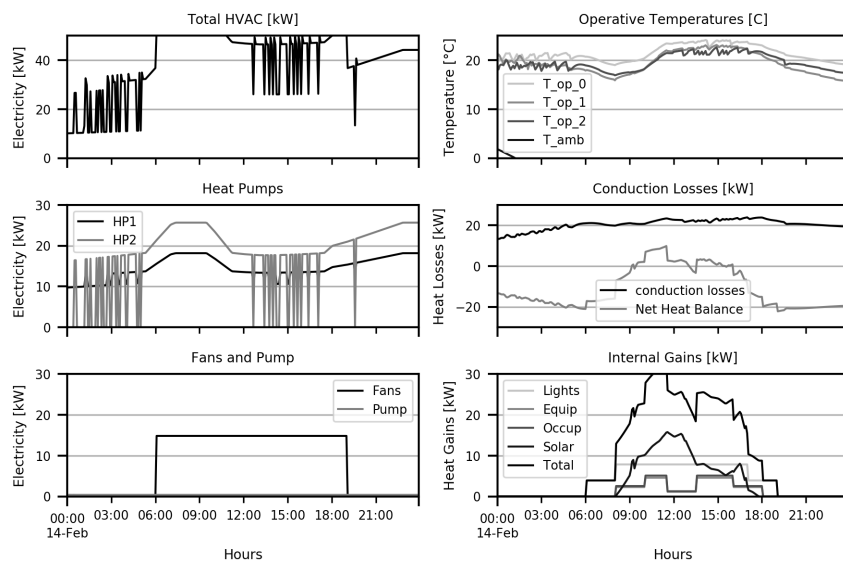 Total HVAC [kW]
Electricity [kW]
40
20
0
Operative Temperatures [C]
Temperature [°C]
20
10
0
T_op_0
T_op_1
T_op_2
T_amb
Heat Pumps
Electricity [kW]
30
20
10
0
HP1
HP2
Conduction Losses [kW]
Heat Losses [kW]
20
0
−20
conduction losses
Net Heat Balance
Fans and Pump
Electricity [kW]
30
20
10
0
Fans
Pump
00:00 03:00 06:00 09:00 12:00 15:00 18:00 21:00
14-Feb
Hours
Internal Gains [kW]
Heat Gains [kW]
30
20
10
0
Lights
Equip
Occup
Solar
Total
00:00 03:00 06:00 09:00 12:00 15:00 18:00 21:00
14-Feb
Hours